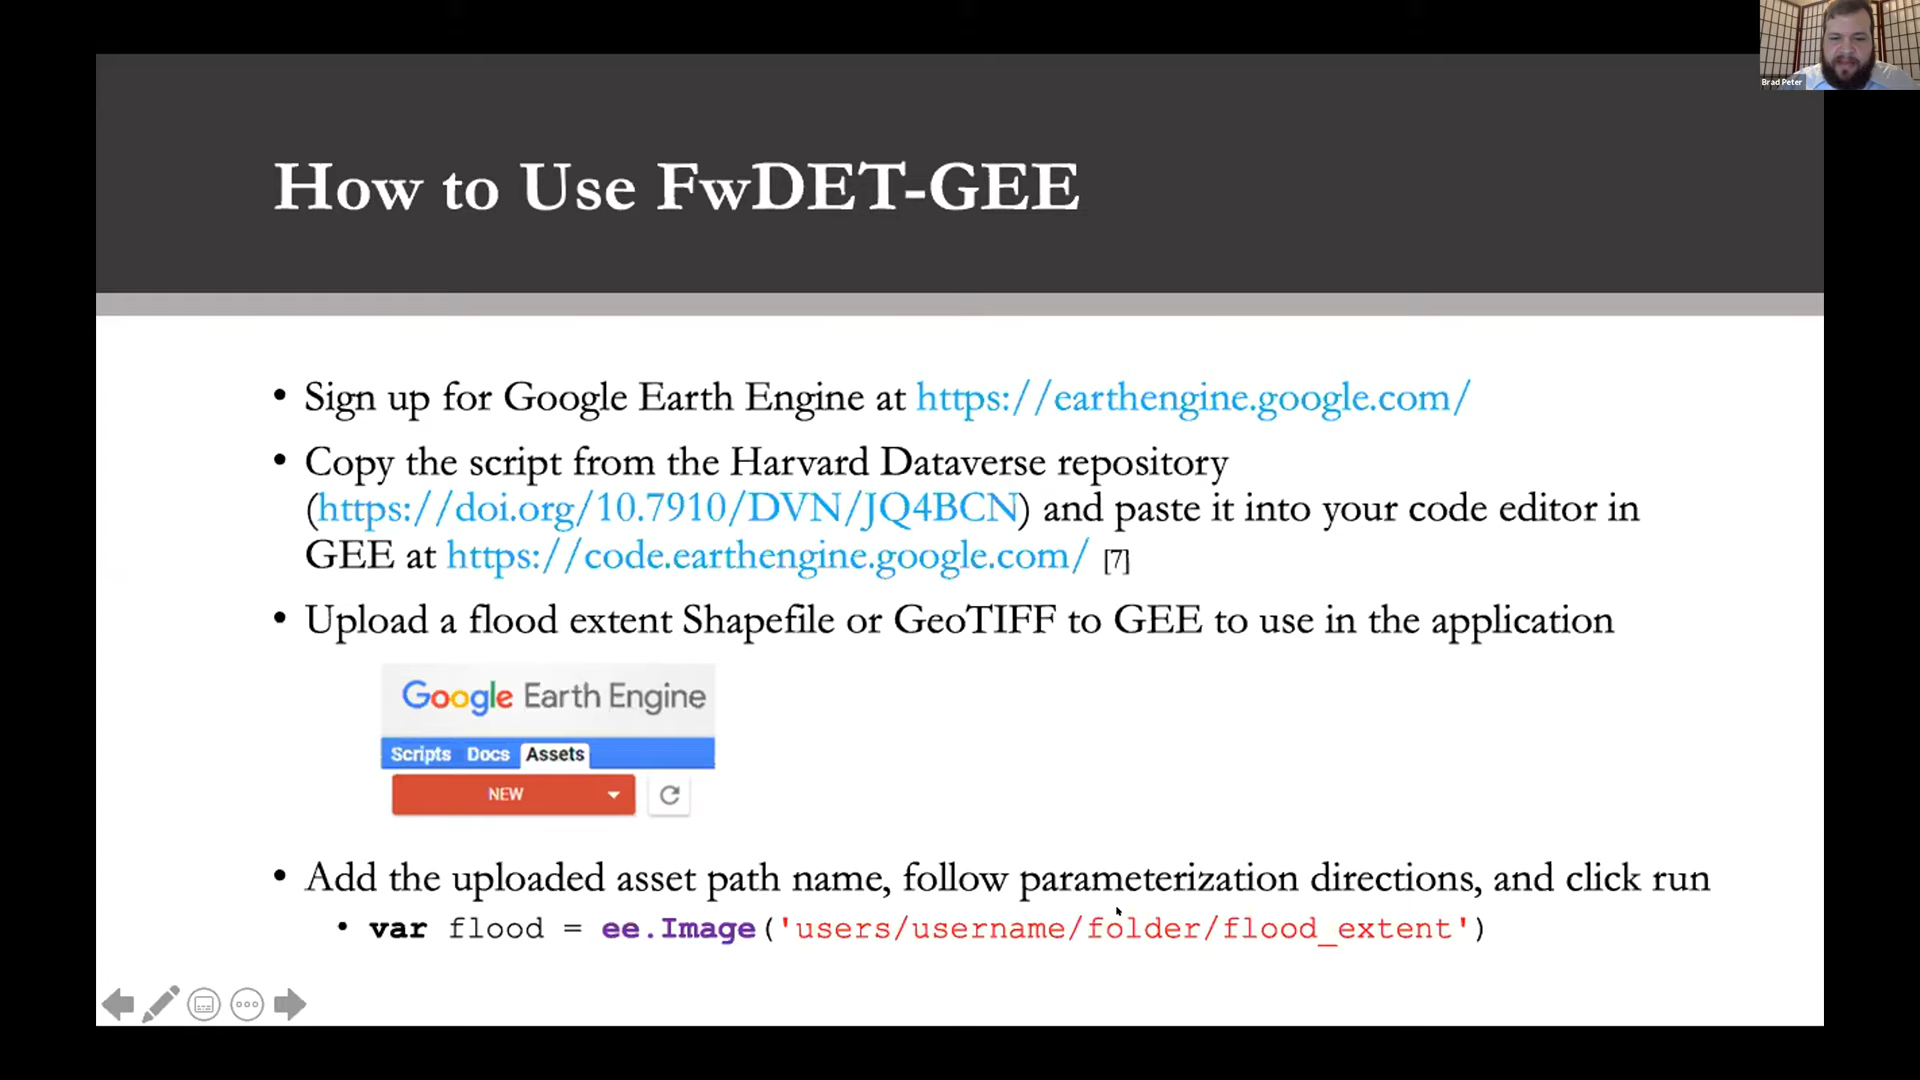 Brad Peter
How to Use FwDET-GEE
• Sign up for Google Earth Engine at https://earthengine.google.com/
• Copy the script from the Harvard Dataverse repository
(https://doi.org/10.7910/DVN/JQ4BCN) and paste it into your code editor in
GEE at https://code.earthengine.google.com/ [7]
• Upload a flood extent Shapefile or GeoTIFF to GEE to use in the application
Google Earth Engine
Scripts Docs Assets
NEW
• Add the uploaded asset path name, follow parameterization directions, and click run
• var flood = ee.Image('users/username/folder/flood_extent')